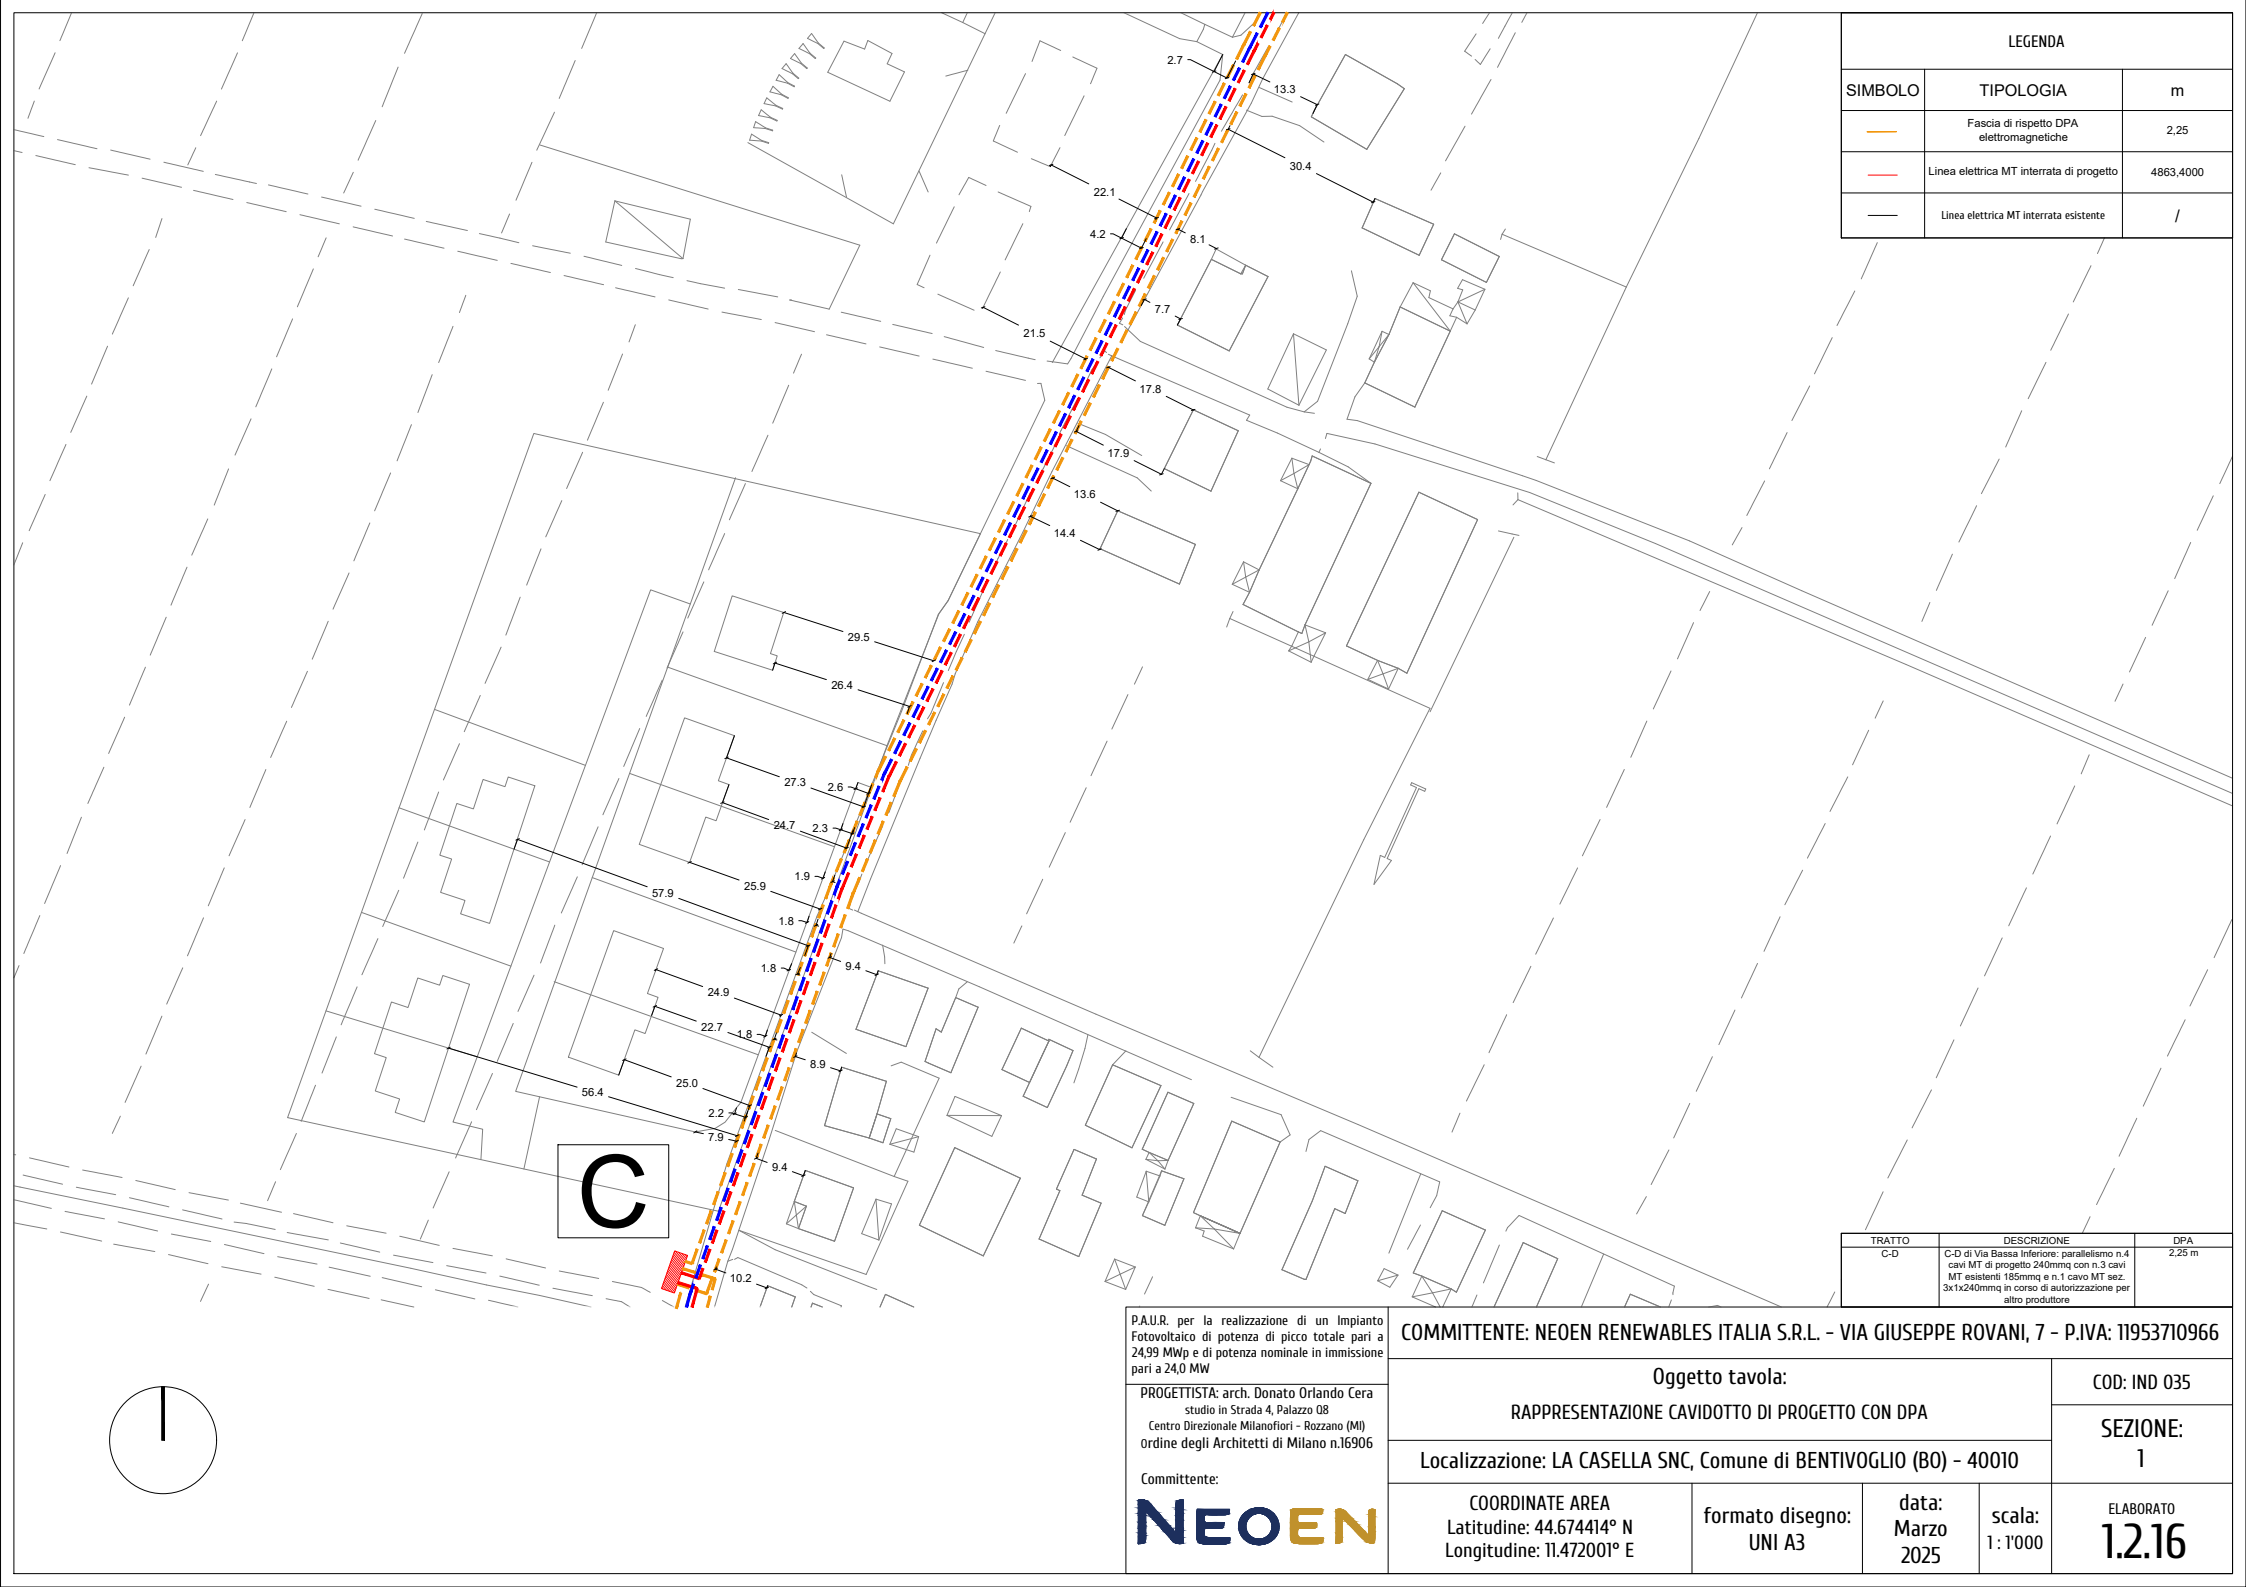 LEGENDA
SIMBOLO TIPOLOGIA m
Fascia di rispetto DPA
elettromagnetiche
2,25
Linea elettrica MT interrata di progetto 4863,4000
Linea elettrica MT interrata esistente /
2.7
13.3
30.4
22.1
4.2
8.1
7.7
21.5
17.8
17.9
13.6
14.4
29.5
26.4
27.3
2.6
24.7
2.3
1.9
25.9
57.9
1.8
1.8
9.4
24.9
22.7
1.8
8.9
25.0
56.4
2.2
7.9
9.4
10.2
C
TRATTO DESCRIZIONE DPA
C-D
C-D di Via Bassa Inferiore: parallelismo n.4
cavi MT di progetto 240mmq con n.3 cavi
MT esistenti 185mmq e n.1 cavo MT sez.
3x1x240mmq in corso di autorizzazione per
altro produttore
2,25 m
P.A.U.R. per la realizzazione di un Impianto
Fotovoltaico di potenza di picco totale pari a
24,99 MWp e di potenza nominale in immissione
pari a 24,0 MW
PROGETTISTA: arch. Donato Orlando Cera
studio in Strada 4, Palazzo Q8
Centro Direzionale Milanofiori - Rozzano (MI)
Ordine degli Architetti di Milano n.16906
Committente:
NEOEN
COMMITTENTE: NEOEN RENEWABLES ITALIA S.R.L. - VIA GIUSEPPE ROVANI, 7 - P.IVA: 11953710966
Oggetto tavola:
RAPPRESENTAZIONE CAVIDOTTO DI PROGETTO CON DPA
COD: IND 035
SEZIONE:
1
Localizzazione: LA CASELLA SNC, Comune di BENTIVOGLIO (BO) - 40010
COORDINATE AREA
Latitudine: 44.674414° N
Longitudine: 11.472001° E
formato disegno:
UNI A3
data:
Marzo
2025
scala:
1 : 1'000
ELABORATO
1.2.16